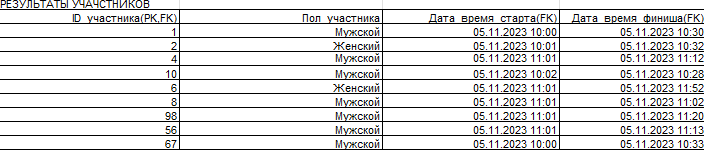 РЕЗУЛЬТАТЫ УЧАЧСТНИКОВ
ID_участника(PK,FK) Пол_участника Дата_время_старта(FK) Дата_время_финиша(FK)
1 Мужской 05.11.2023 10:00 05.11.2023 10:30
2 Женский 05.11.2023 10:01 05.11.2023 10:32
4 Мужской 05.11.2023 11:01 05.11.2023 11:12
10 Мужской 05.11.2023 10:02 05.11.2023 10:28
6 Женский 05.11.2023 11:01 05.11.2023 11:52
8 Мужской 05.11.2023 11:01 05.11.2023 11:02
98 Мужской 05.11.2023 11:01 05.11.2023 11:20
56 Мужской 05.11.2023 11:01 05.11.2023 11:13
67 Мужской 05.11.2023 10:00 05.11.2023 10:33